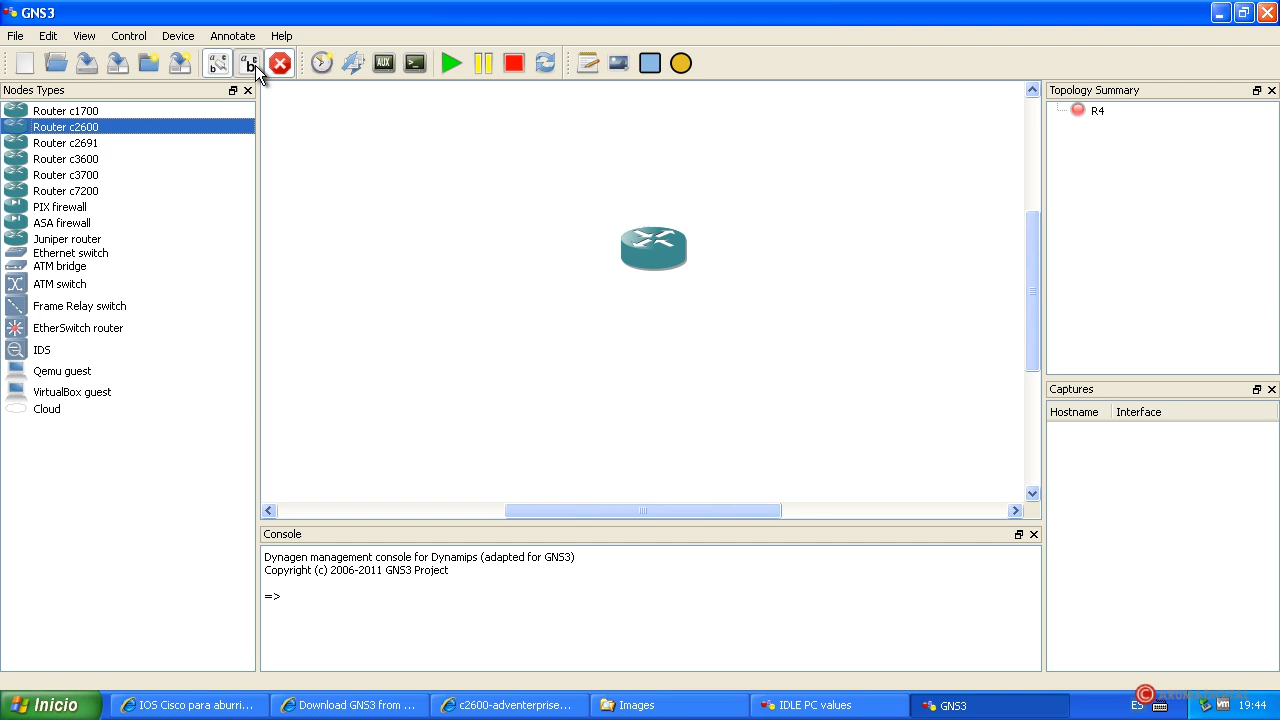 GNS3
File Edit View Control Device Annotate Help
AUX
Nodes Types
Router c1700
Router c2600
Router c2691
Router c3600
Router c3700
Router c7200
PIX firewall
ASA firewall
Juniper router
Ethernet switch
ATM bridge
ATM switch
Frame Relay switch
EtherSwitch router
IDS
Qemu guest
VirtualBox guest
Cloud
Topology Summary
R4
Captures
Hostname Interface
Console
Dynagen management console for Dynamips (adapted for GNS3)
Copyright (c) 2006-2011 GNS3 Project
=>
Inicio
IOS Cisco para aburri...
Download GNS3 from ...
c2600-adventerprise...
Images
IDLE PC values
GNS3
ES
19:44